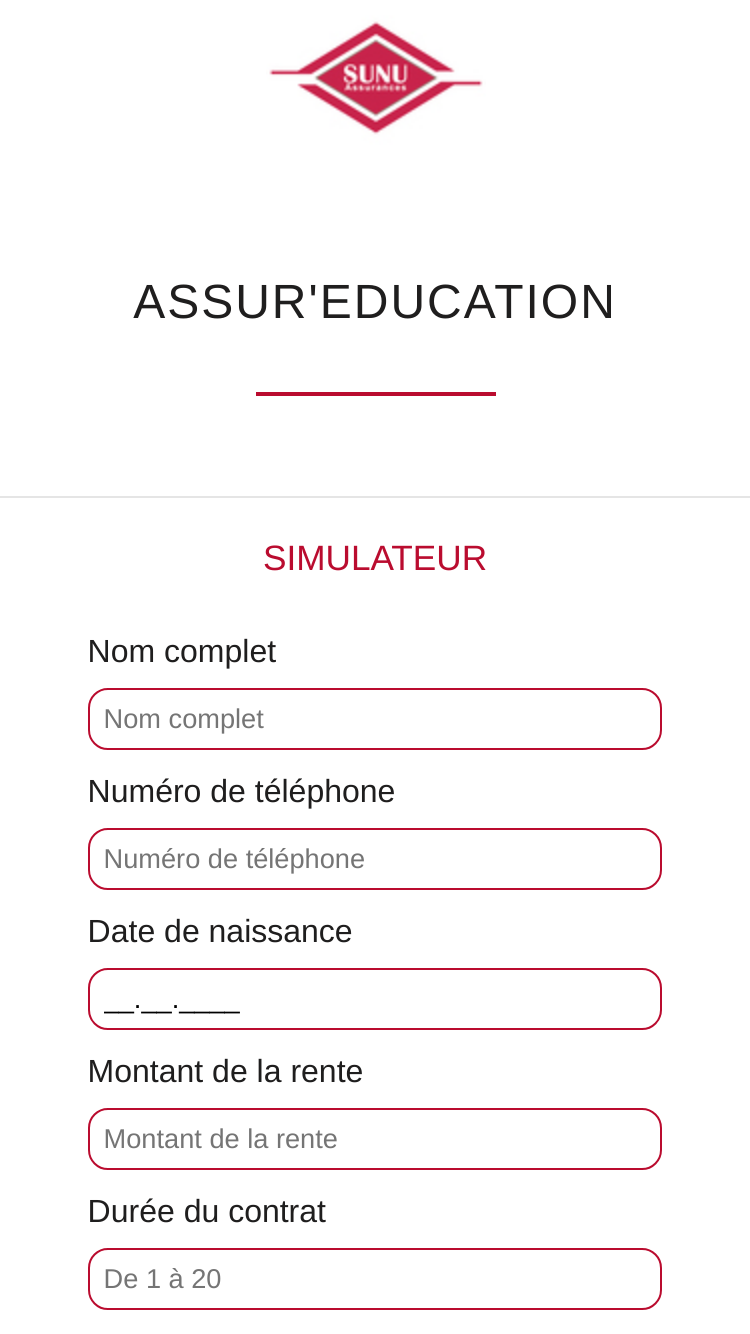 SUNU
Assurances
ASSUR'EDUCATION
SIMULATEUR
Nom complet
Nom complet
Numéro de téléphone
Numéro de téléphone
Date de naissance
__.__.____
Montant de la rente
Montant de la rente
Durée du contrat
De 1 à 20